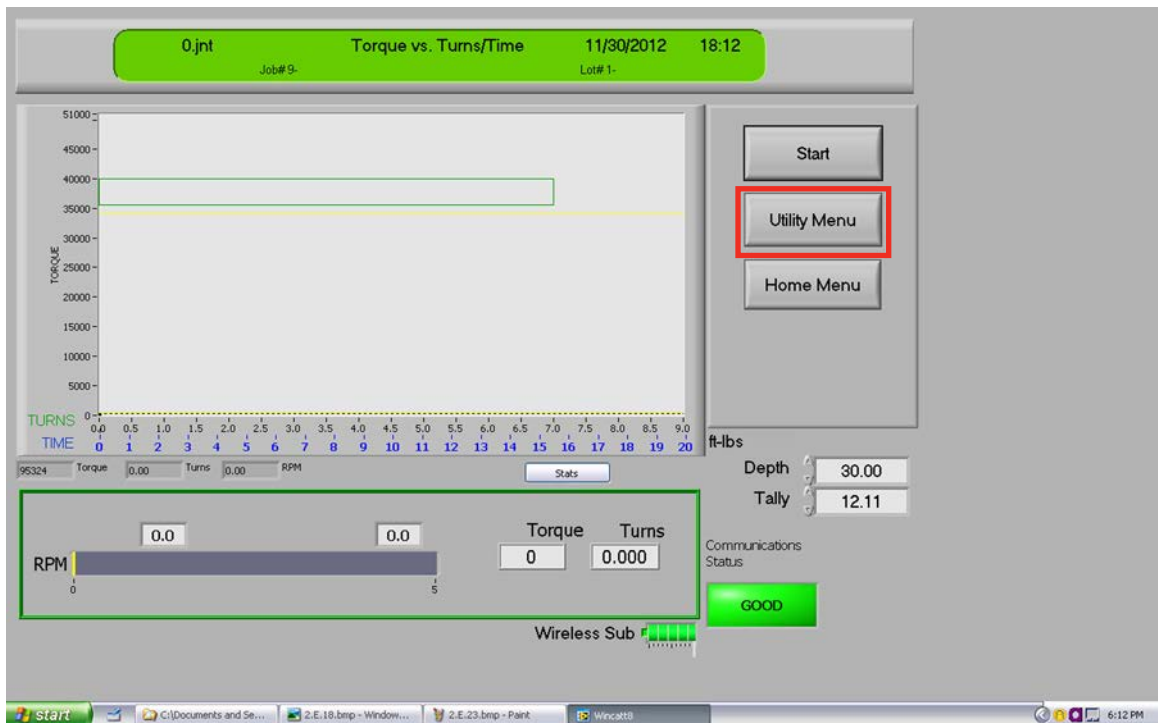 0.jnt Torque vs. Turns/Time 11/30/2012 18:12
Job# 9- Lot# 1-
51000
45000
40000
35000
30000
25000
20000
15000
10000
5000
0
TORQUE
TURNS 0.0 0.5 1.0 1.5 2.0 2.5 3.0 3.5 4.0 4.5 5.0 5.5 6.0 6.5 7.0 7.5 8.0 8.5 9.0
TIME 0 1 2 3 4 5 6 7 8 9 10 11 12 13 14 15 16 17 18 19 20
95324 Torque 0.00 Turns 0.00 RPM Stats
Start
Utility Menu
Home Menu
ft-lbs
Depth 30.00
Tally 12.11
0.0 0.0 Torque Turns
RPM 0 0.000
0 5
Communications
Status
GOOD
Wireless Sub
start C:\Documents and Se... 2.E.18.bmp - Window... 2.E.23.bmp - Paint Wincatt8 6:12 PM